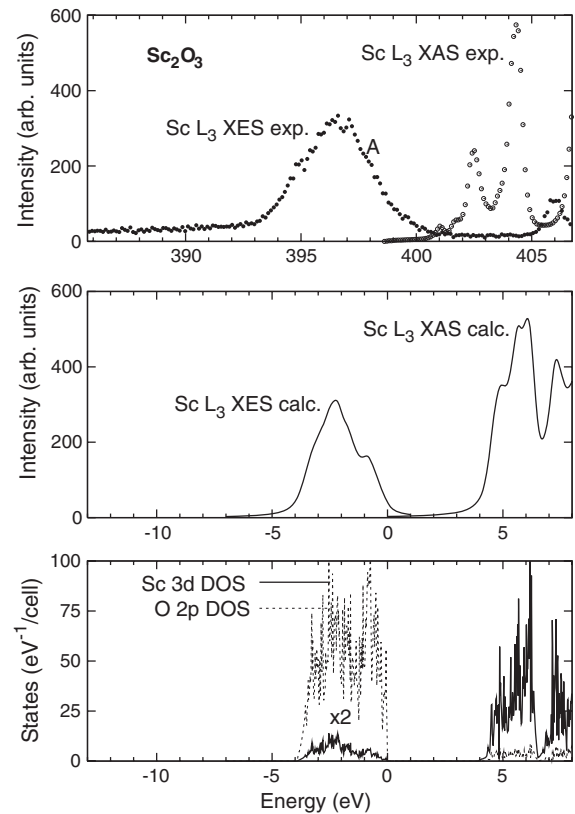 600
Sc2O3
Sc L3 XAS exp.
400
Sc L3 XES exp.
A
200
0
390
395
400
405
Intensity (arb. units)
600
Sc L3 XAS calc.
400
Sc L3 XES calc.
200
0
-10
-5
0
5
Intensity (arb. units)
100
Sc 3d DOS
75
O 2p DOS
50
25
x2
0
-10
-5
0
5
States (eV-1/cell)
Energy (eV)